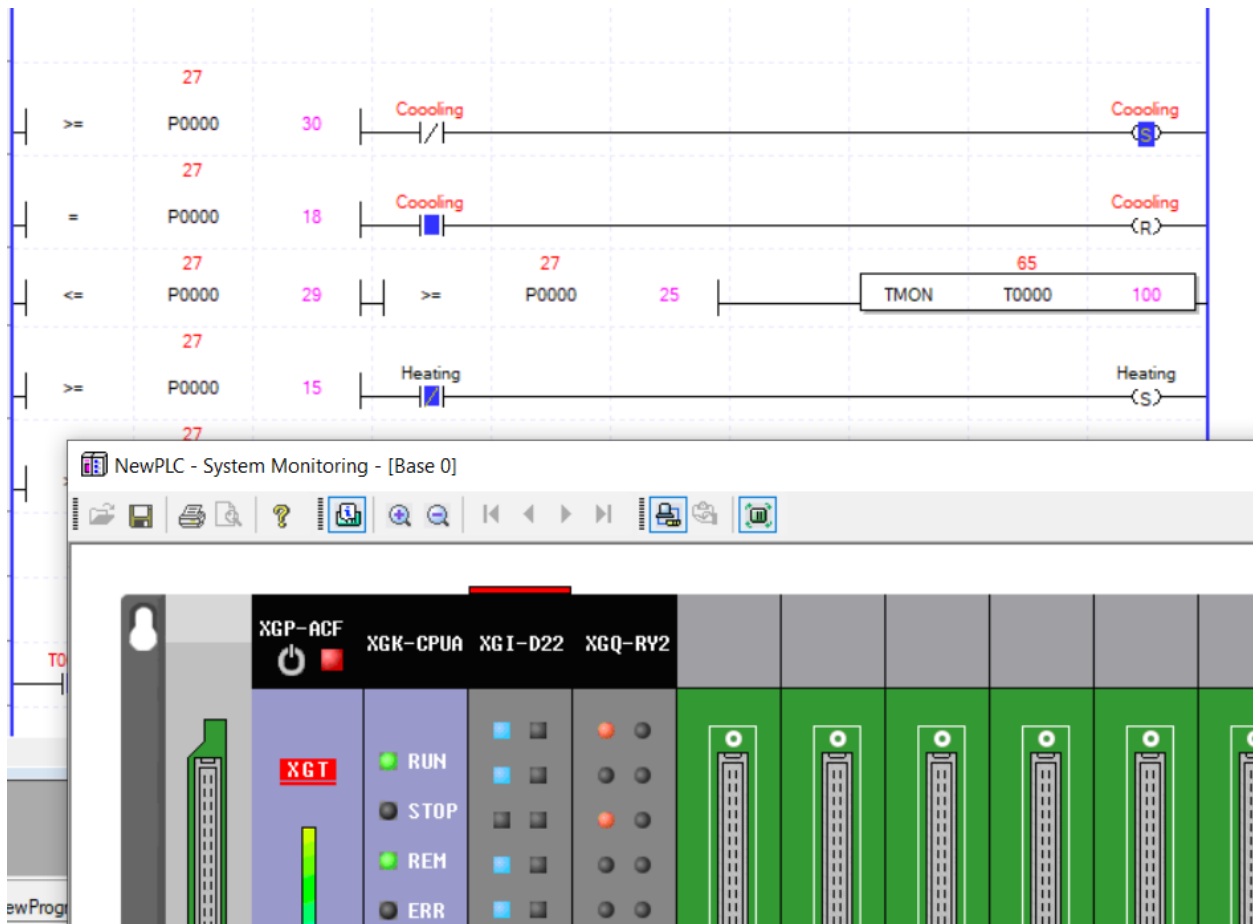 27
Coooling Coooling
>= P0000 30 S
27
Coooling Coooling
= P0000 18 R
27 27 65
<= P0000 29 >= P0000 25 TMON T0000 100
27
Heating Heating
>= P0000 15 S
27
NewPLC - System Monitoring - [Base 0]
XGP-ACF XGK-CPUA XGI-D22 XGQ-RY2
T0
XGT RUN
STOP
REM
ewProgr ERR